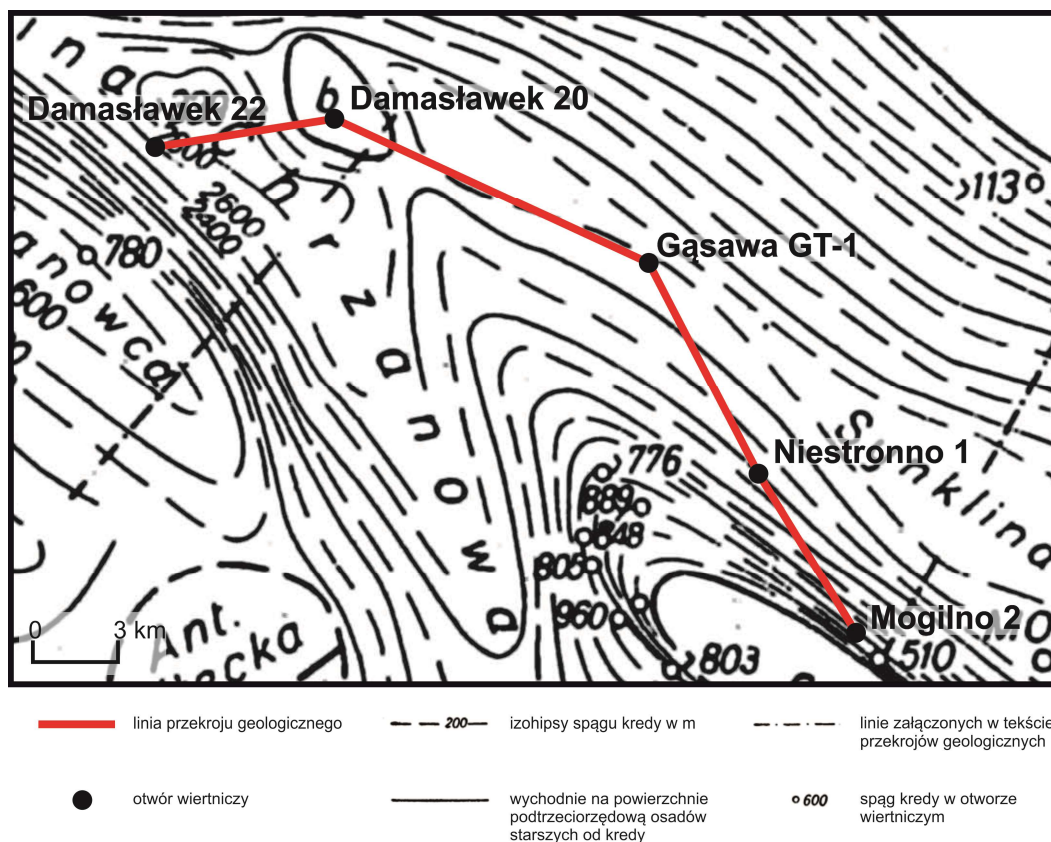 Damasławek 22
Damasławek 20
b
2600
2400
113
780
600
Gąsawa GT-1
Synklina
Niestronno 1
776
889
848
805
960
803
510
Mogilno 2
Ant.
0 3 km
linia przekroju geologicznego
200
izohipsy spągu kredy w m
linie załączonych w tekście
przekrojów geologicznych
otwór wiertniczy
wychodnie na powierzchnie
podtrzeciorzędową osadów
starszych od kredy
600
spąg kredy w otworze
wiertniczym